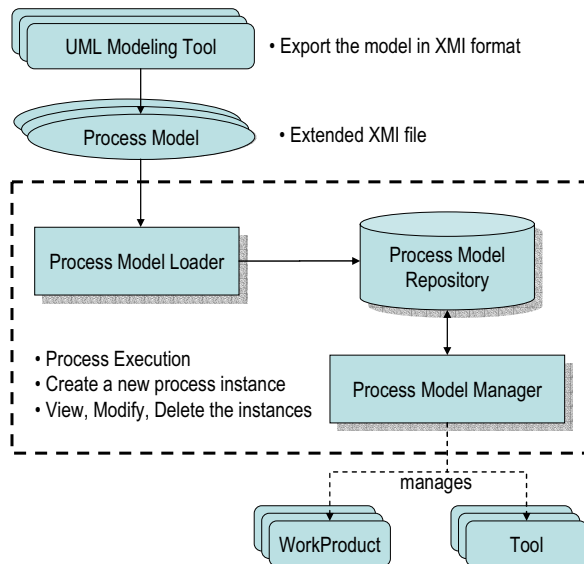 UML Modeling Tool
• Export the model in XMI format
Process Model
• Extended XMI file
Process Model Loader
Process Model
Repository
• Process Execution
• Create a new process instance
• View, Modify, Delete the instances
Process Model Manager
manages
WorkProduct
Tool